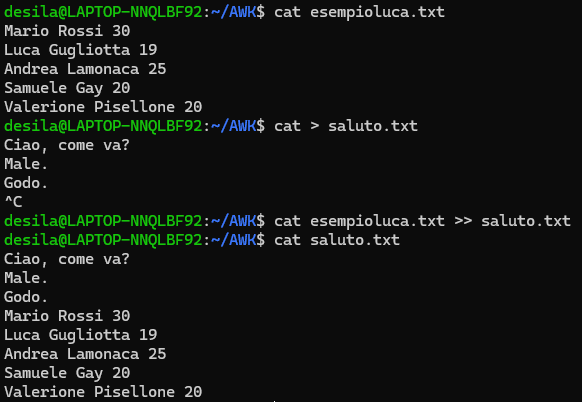 desila@LAPTOP-NNQLBF92:~/AWK$ cat esempioluca.txt
Mario Rossi 30
Luca Gugliotta 19
Andrea Lamonaca 25
Samuele Gay 20
Valerione Pisellone 20
desila@LAPTOP-NNQLBF92:~/AWK$ cat > saluto.txt
Ciao, come va?
Male.
Godo.
^C
desila@LAPTOP-NNQLBF92:~/AWK$ cat esempioluca.txt >> saluto.txt
desila@LAPTOP-NNQLBF92:~/AWK$ cat saluto.txt
Ciao, come va?
Male.
Godo.
Mario Rossi 30
Luca Gugliotta 19
Andrea Lamonaca 25
Samuele Gay 20
Valerione Pisellone 20